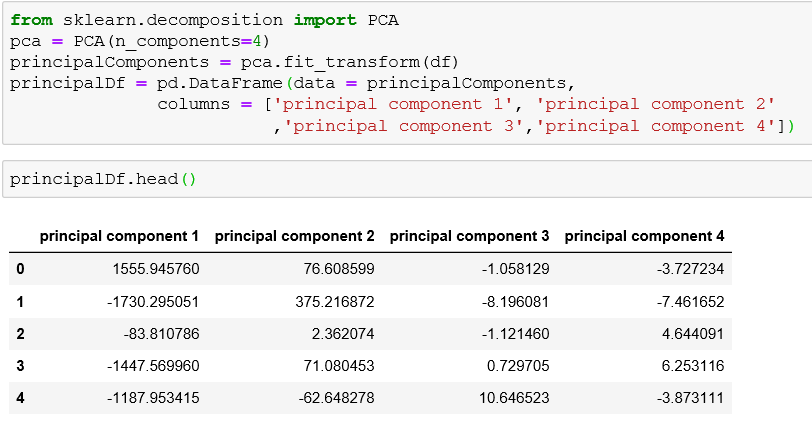 from sklearn.decomposition import PCA
pca = PCA(n_components=4)
principalComponents = pca.fit_transform(df)
principalDf = pd.DataFrame(data = principalComponents,
columns = ['principal component 1', 'principal component 2'
,'principal component 3','principal component 4'])
principalDf.head()
principal component 1 principal component 2 principal component 3 principal component 4
0 1555.945760 76.608599 -1.058129 -3.727234
1 -1730.295051 375.216872 -8.196081 -7.461652
2 -83.810786 2.362074 -1.121460 4.644091
3 -1447.569960 71.080453 0.729705 6.253116
4 -1187.953415 -62.648278 10.646523 -3.873111